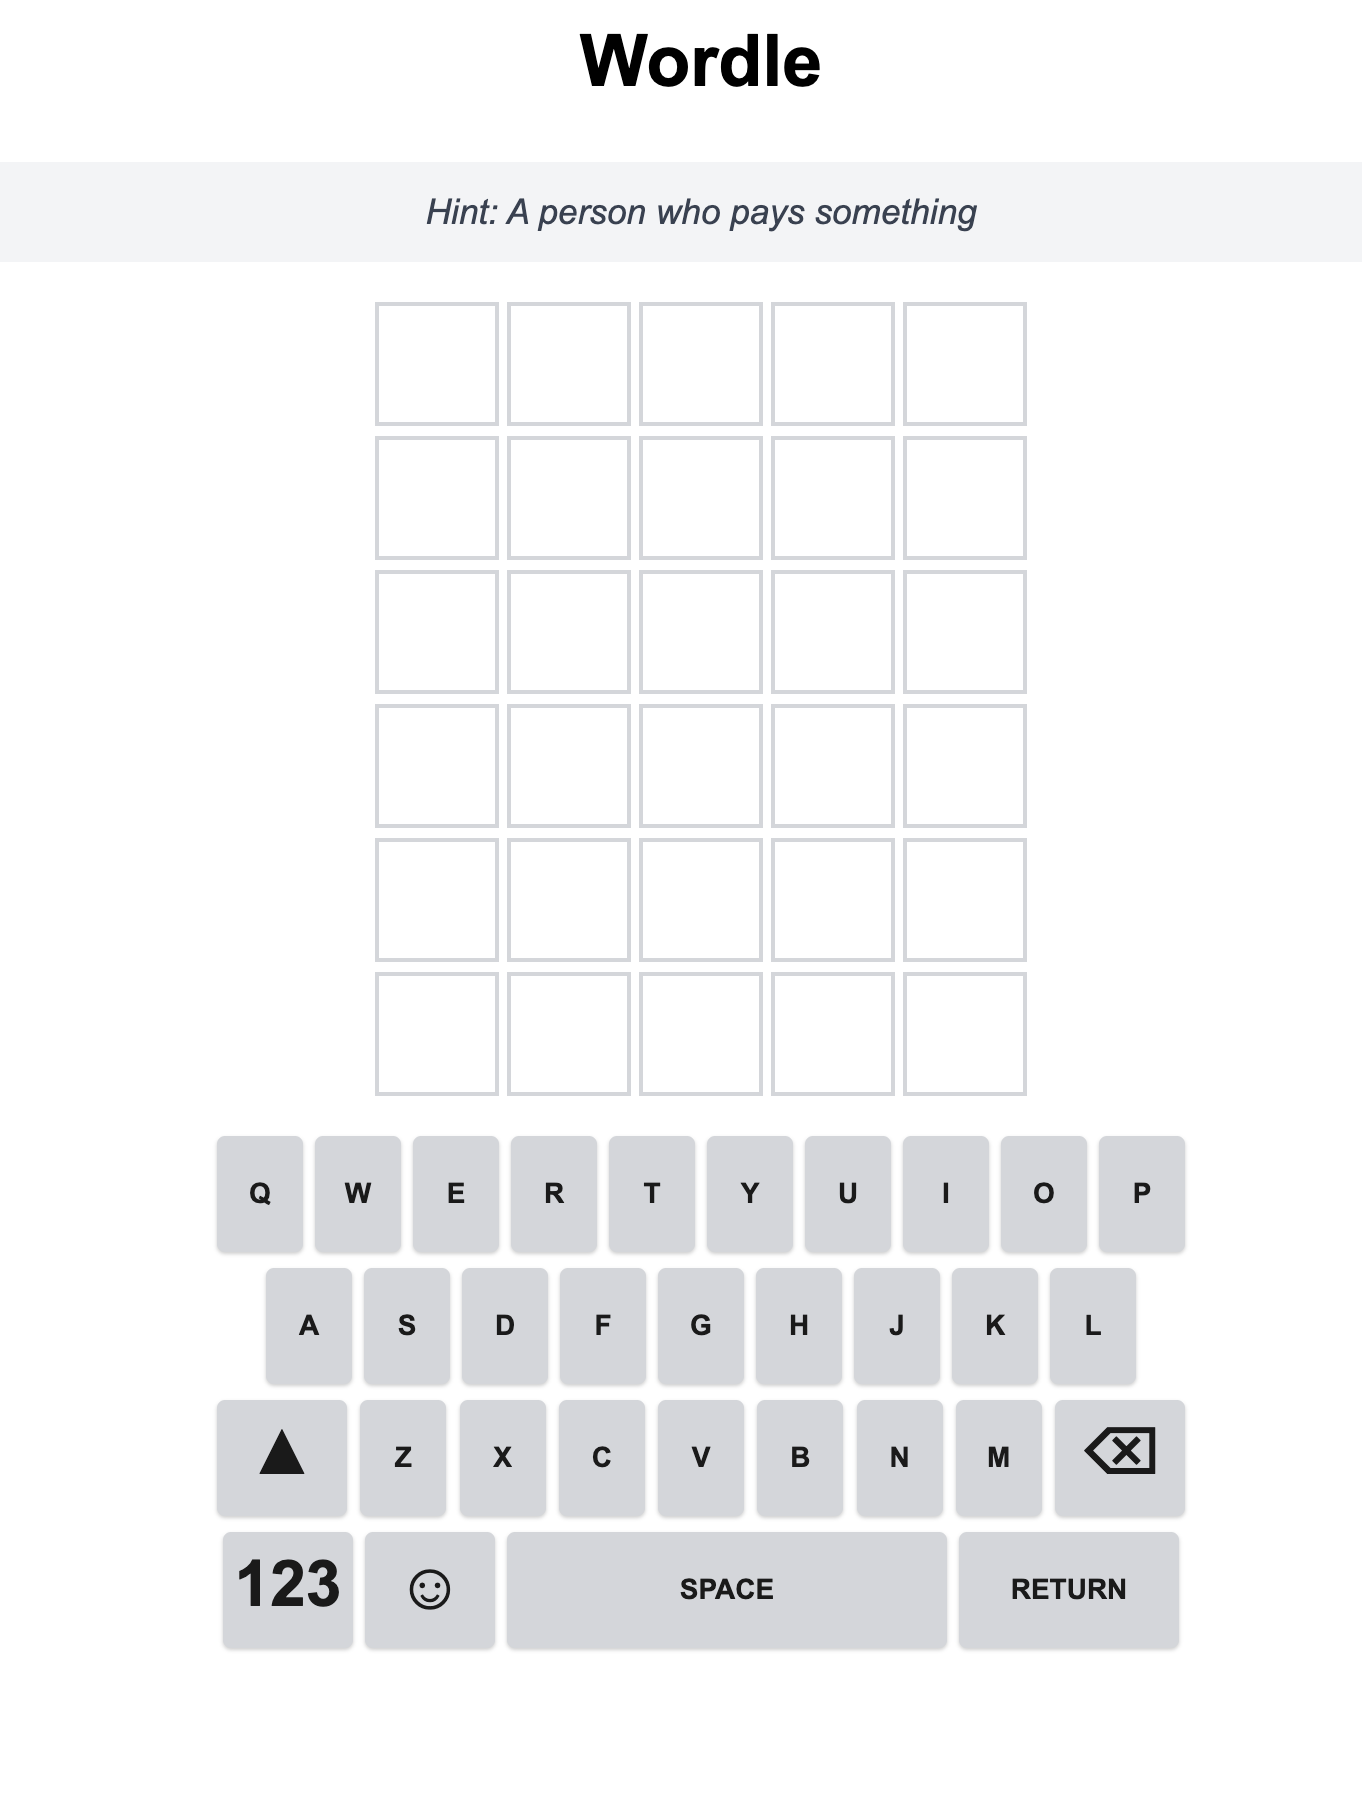 Wordle
Hint: A person who pays something
Q W E R T Y U I O P
A S D F G H J K L
Z X C V B N M
123 SPACE RETURN